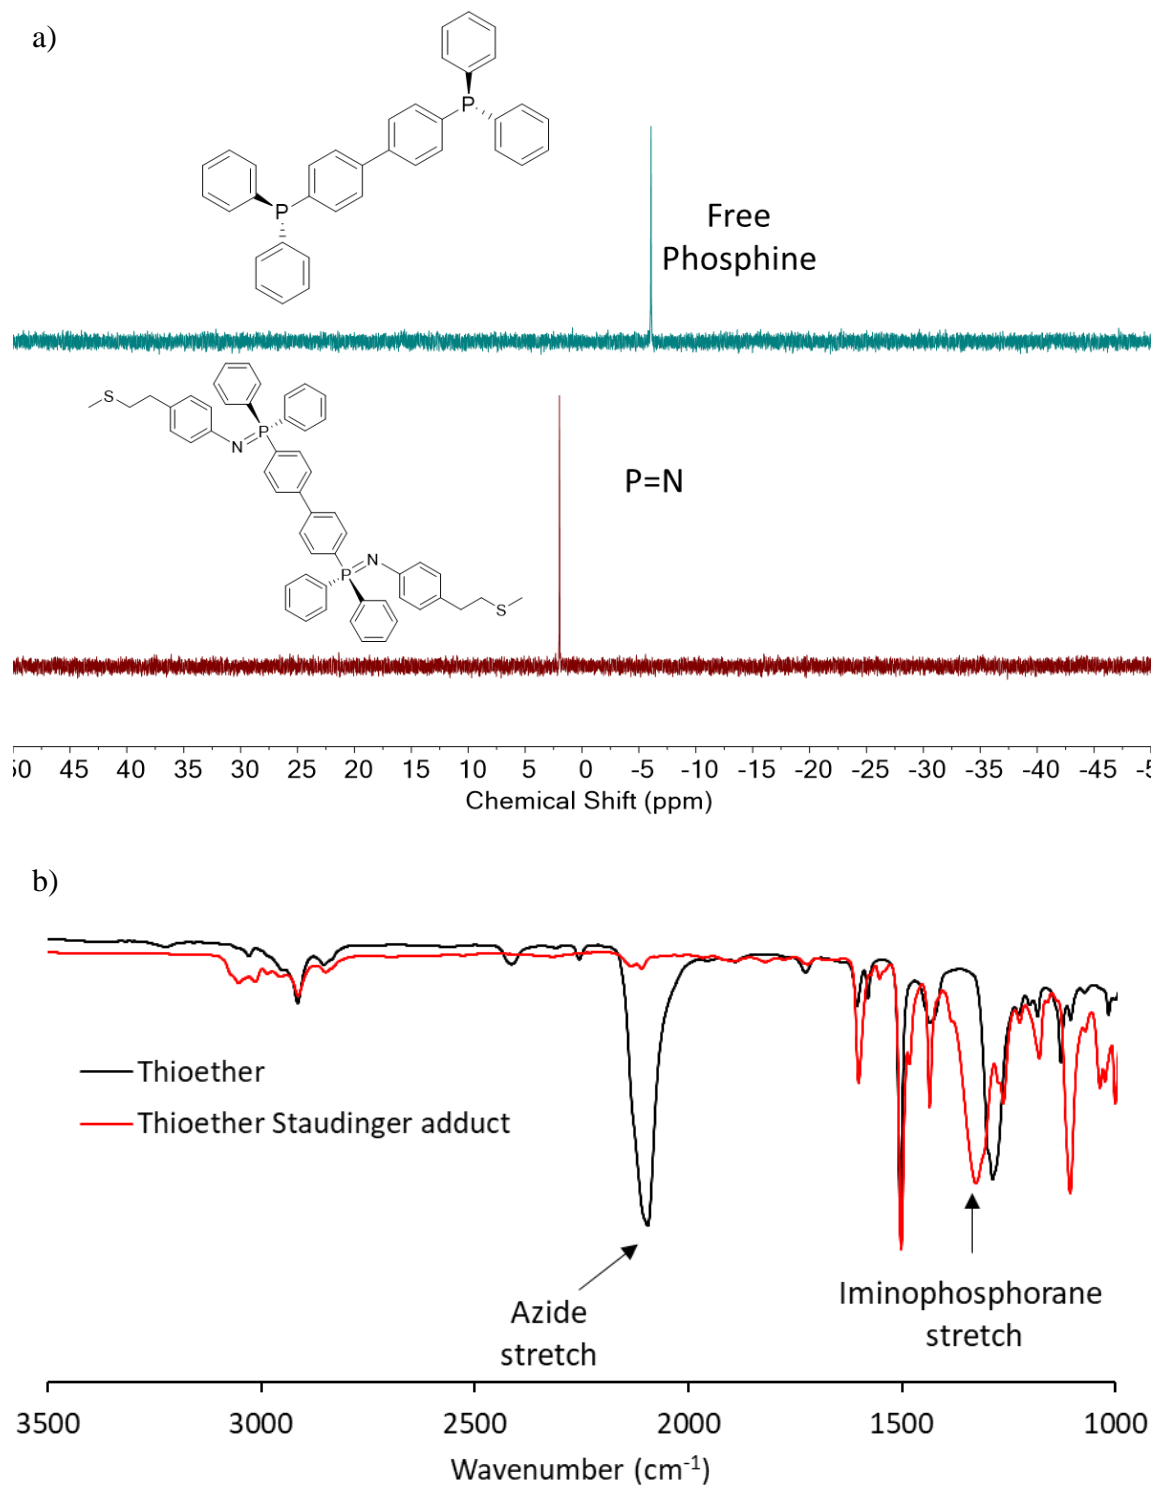 a)
P
P
Free
Phosphine
S
N
P
P=N
P
N
S
50 45 40 35 30 25 20 15 10 5 0 -5 -10 -15 -20 -25 -30 -35 -40 -45 -5
Chemical Shift (ppm)
b)
Thioether
Thioether Staudinger adduct
Azide
stretch
Iminophosphorane
stretch
3500 3000 2500 2000 1500 1000
Wavenumber (cm-1)